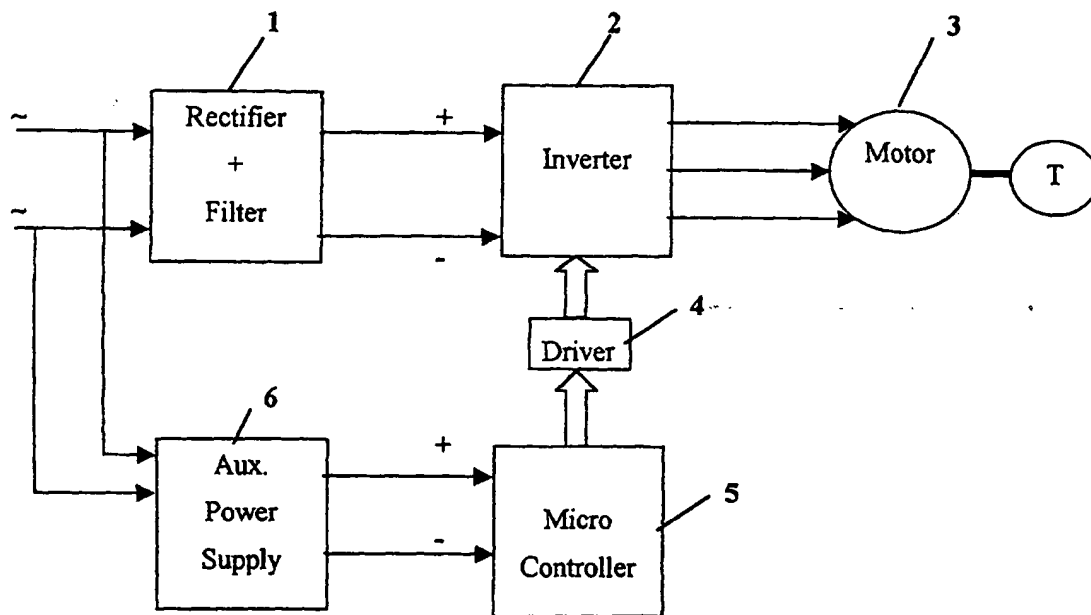 1
2
3
~
Rectifier
+
Filter
~
+
-
Inverter
Motor
T
4
Driver
6
Aux.
Power
Supply
+
-
5
Micro
Controller